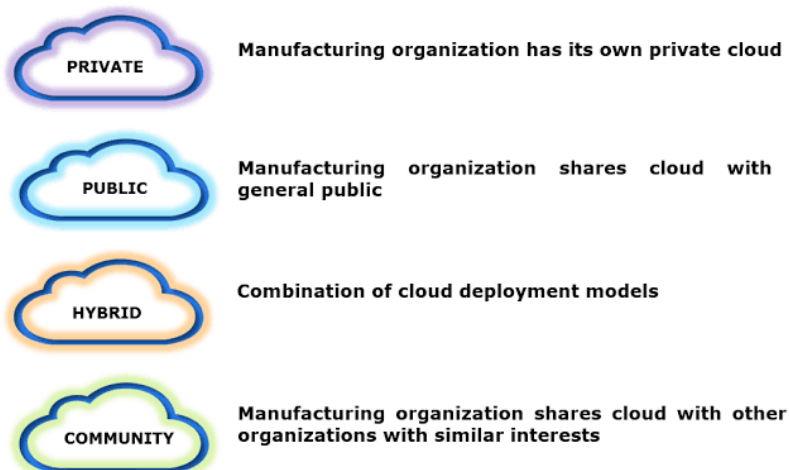 PRIVATE
Manufacturing organization has its own private cloud
PUBLIC
Manufacturing organization shares cloud with
general public
HYBRID
Combination of cloud deployment models
COMMUNITY
Manufacturing organization shares cloud with other
organizations with similar interests